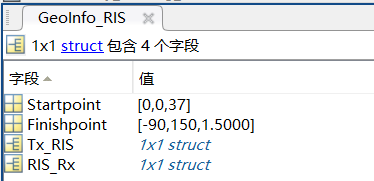 GeoInfo_RIS
1x1 struct 包含 4 个字段
字段 值
Startpoint [0,0,37]
Finishpoint [-90,150,1.5000]
Tx_RIS 1x1 struct
RIS_Rx 1x1 struct